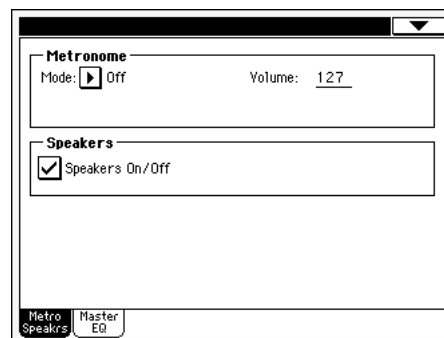 Metronome
Mode: Off Volume: 127
Speakers
Speakers On/Off
Metro Speakrs
Master EQ